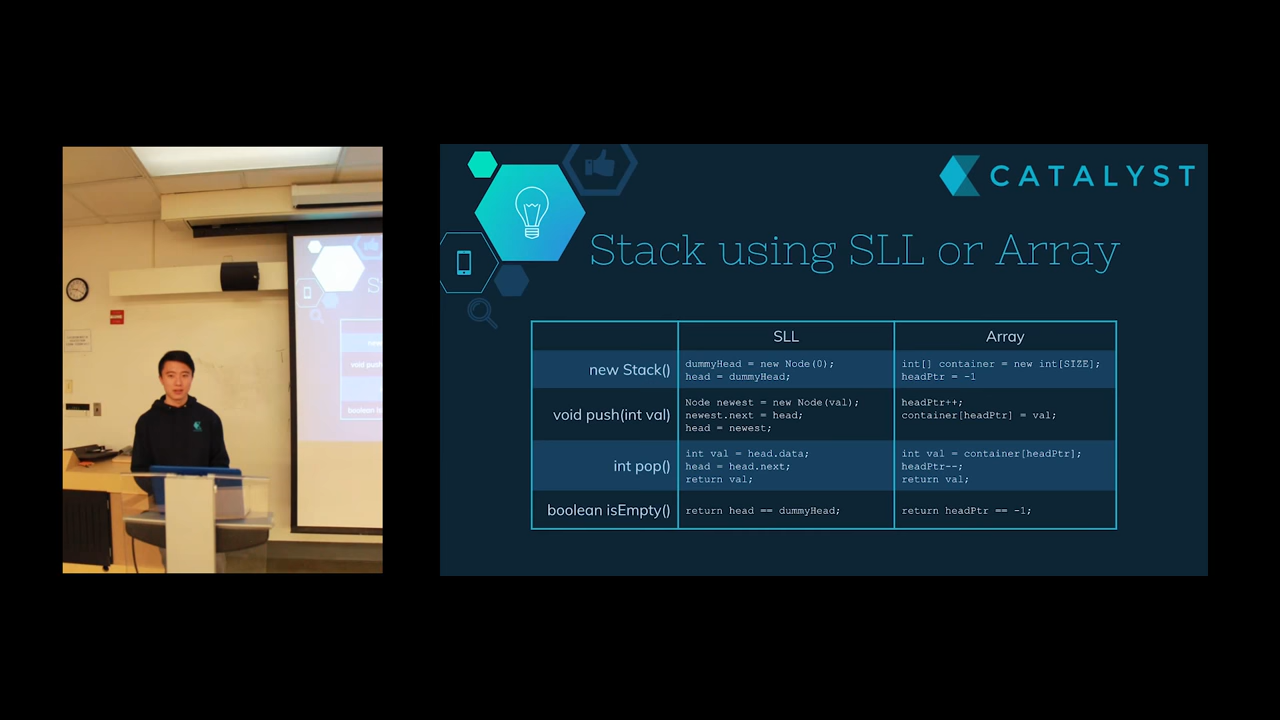 CATALYST
Stack using SLL or Array
SLL
Array
new Stack()
dummyHead = new Node(0);
head = dummyHead;
int[] container = new int[SIZE];
headPtr = -1
void push(int val)
Node newest = new Node(val);
newest.next = head;
head = newest;
headPtr++;
container[headPtr] = val;
int pop()
int val = head.data;
head = head.next;
return val;
int val = container[headPtr];
headPtr--;
return val;
boolean isEmpty()
return head == dummyHead;
return headPtr == -1;